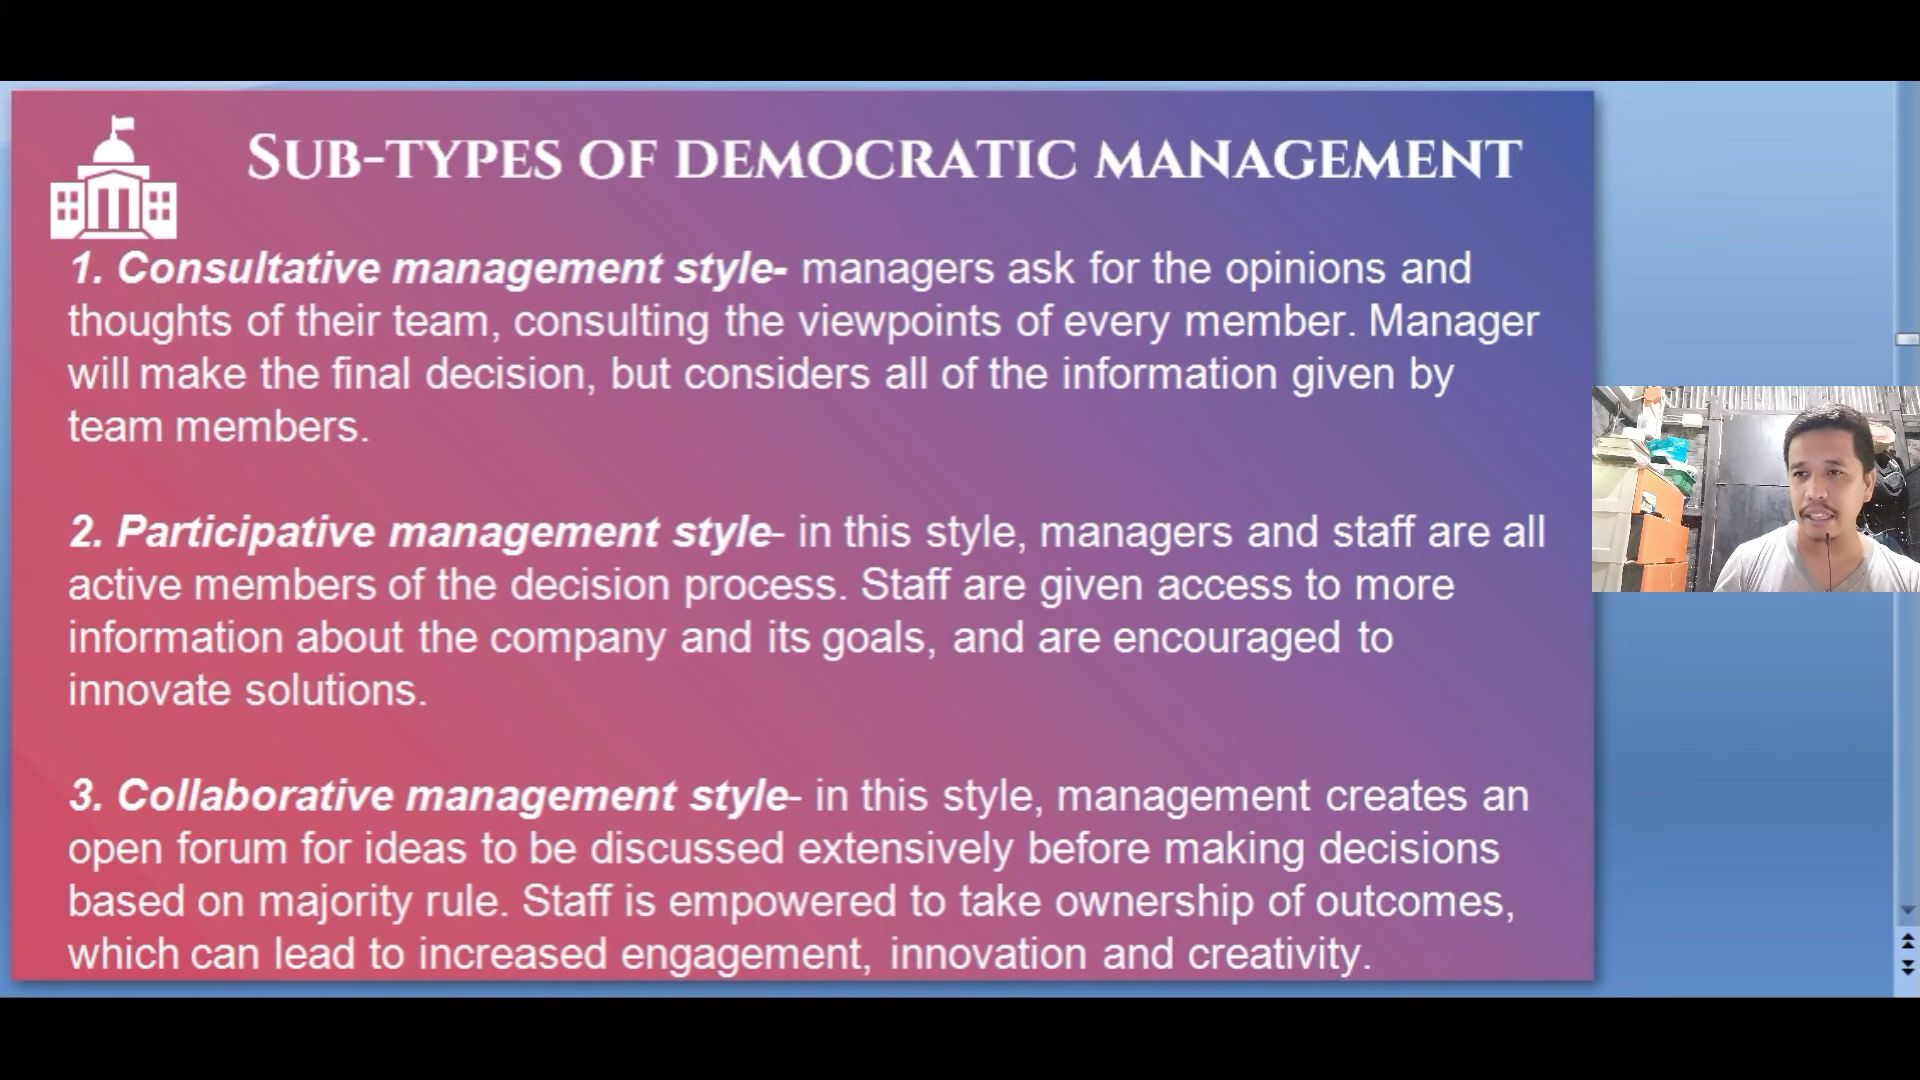 SUB-TYPES OF DEMOCRATIC MANAGEMENT
1. Consultative management style- managers ask for the opinions and
thoughts of their team, consulting the viewpoints of every member. Manager
will make the final decision, but considers all of the information given by
team members.
2. Participative management style- in this style, managers and staff are all
active members of the decision process. Staff are given access to more
information about the company and its goals, and are encouraged to
innovate solutions.
3. Collaborative management style- in this style, management creates an
open forum for ideas to be discussed extensively before making decisions
based on majority rule. Staff is empowered to take ownership of outcomes,
which can lead to increased engagement, innovation and creativity.